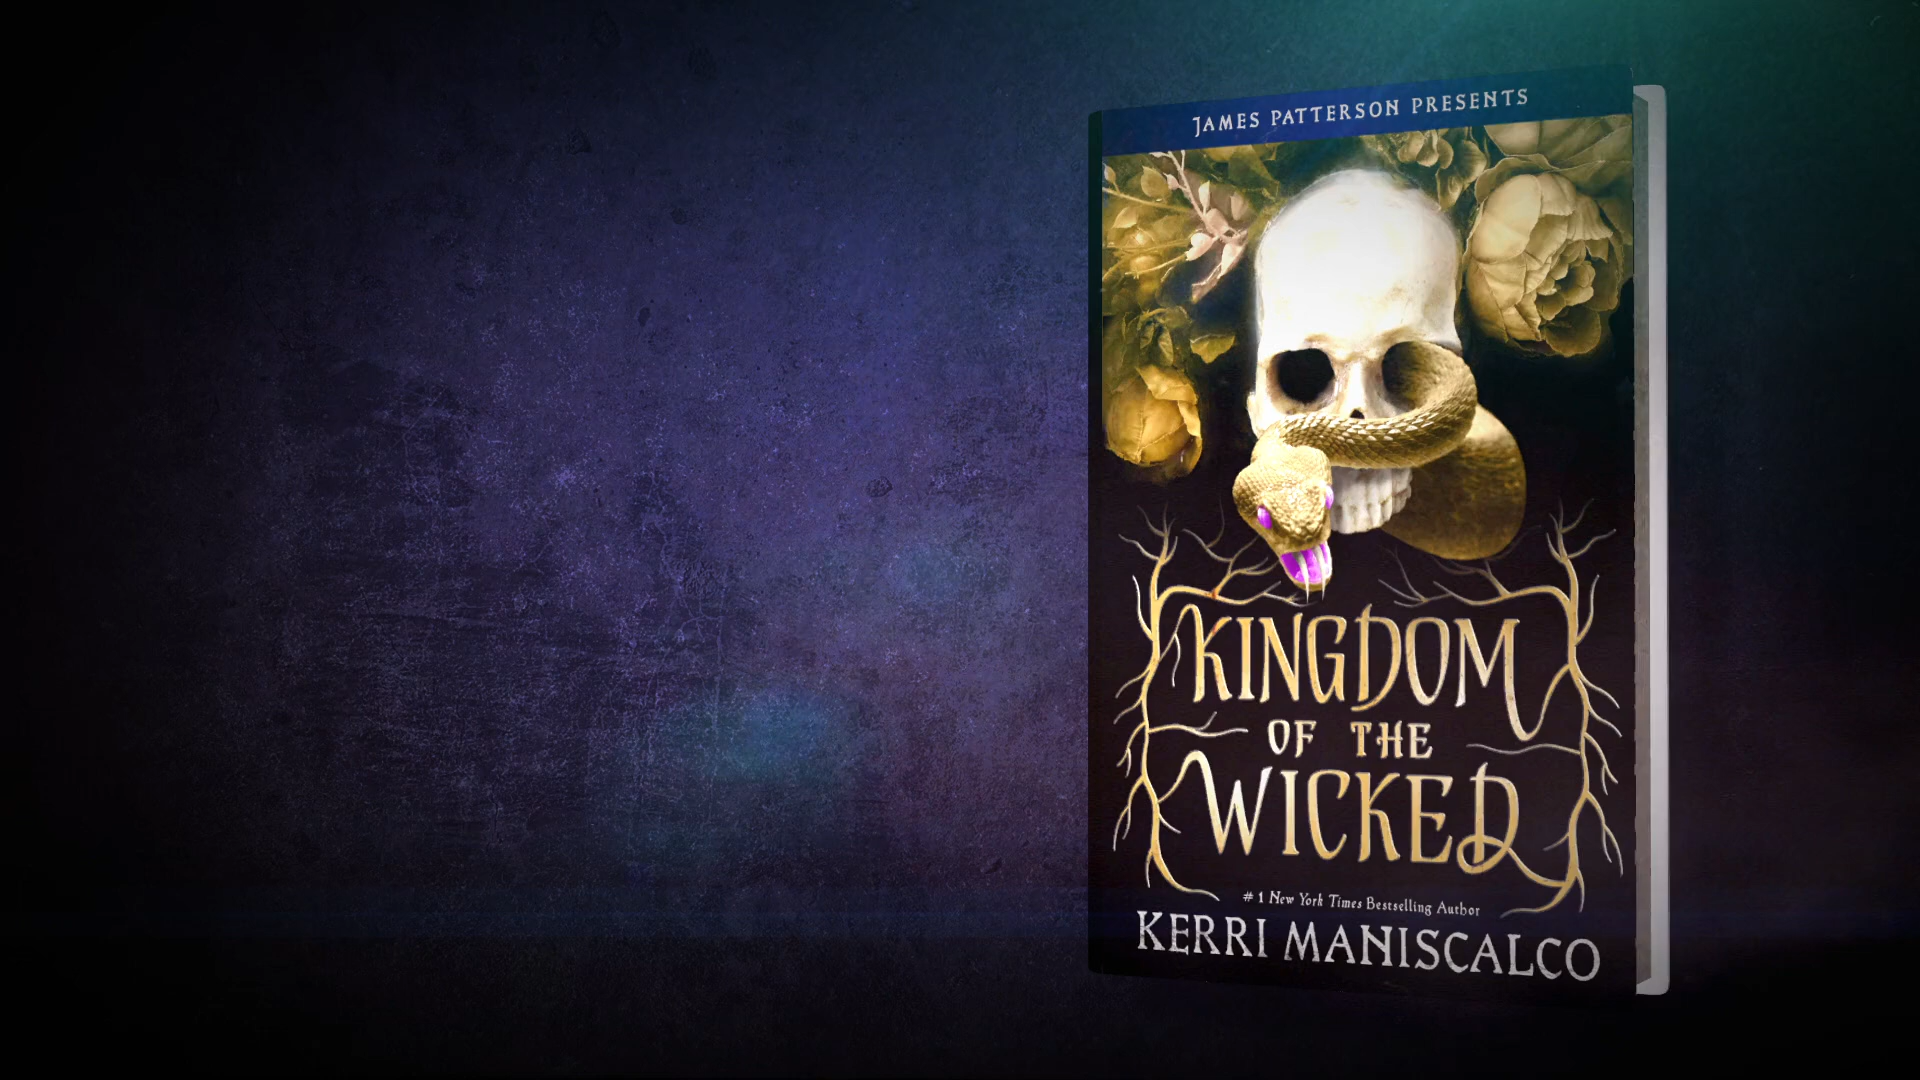 JAMES PATTERSON PRESENTS
KINGDOM
OF THE
WICKED
#1 New York Times Bestselling Author
KERRI MANISCALCO